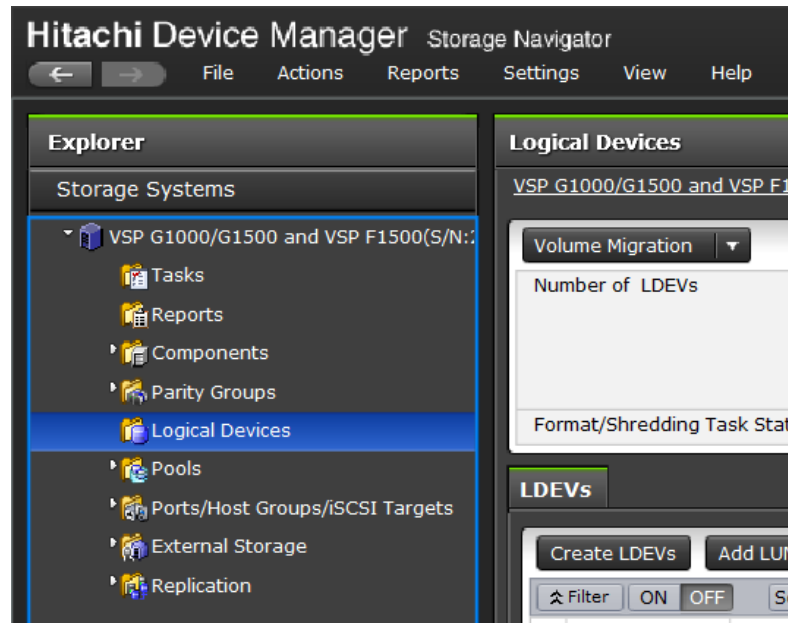 Hitachi Device Manager Storage Navigator
File Actions Reports Settings View Help
Explorer
Storage Systems
VSP G1000/G1500 and VSP F1500(S/N:
Tasks
Reports
Components
Parity Groups
Logical Devices
Pools
Ports/Host Groups/iSCSI Targets
External Storage
Replication
Logical Devices
VSP G1000/G1500 and VSP F1
Volume Migration
Number of LDEVs
Format/Shredding Task Stat
LDEVs
Create LDEVs Add LUN
Filter ON OFF